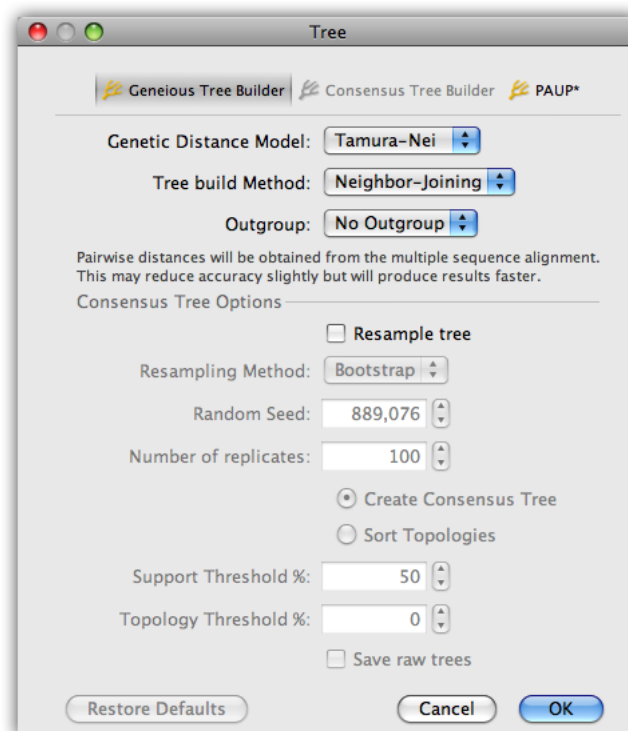 Tree
Geneious Tree Builder Consensus Tree Builder PAUP*
Genetic Distance Model: Tamura-Nei
Tree build Method: Neighbor-Joining
Outgroup: No Outgroup
Pairwise distances will be obtained from the multiple sequence alignment.
This may reduce accuracy slightly but will produce results faster.
Consensus Tree Options
Resample tree
Resampling Method: Bootstrap
Random Seed: 889,076
Number of replicates: 100
Create Consensus Tree
Sort Topologies
Support Threshold %: 50
Topology Threshold %: 0
Save raw trees
Restore Defaults Cancel OK